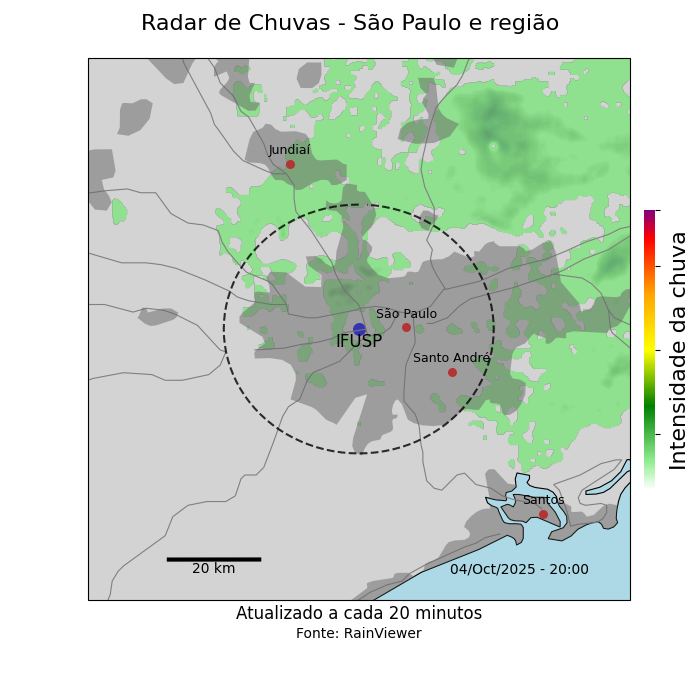 Radar de Chuvas - São Paulo e região
Jundiaí
São Paulo
IFUSP
Santo André
Santos
20 km
04/Oct/2025 - 20:00
Intensidade da chuva
Atualizado a cada 20 minutos
Fonte: RainViewer